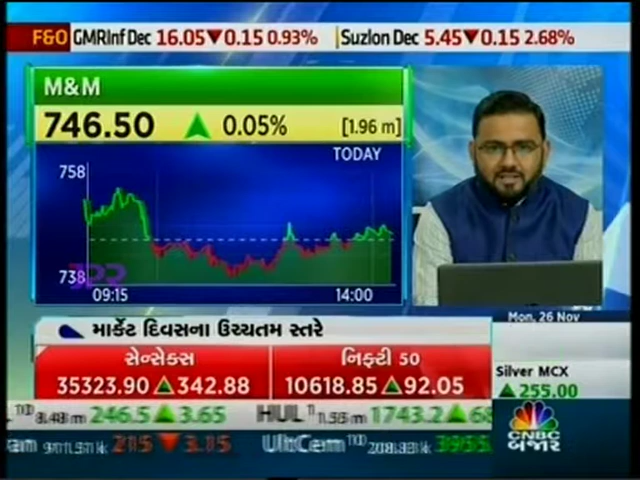 F&O GMRInf Dec 16.05▼0.15 0.93% Suzlon Dec 5.45▼0.15 2.68%
M&M
746.50 ▲ 0.05% [1.96 m]
TODAY
758
738
09:15 14:00
Mon, 26 Nov
માર્કેટ દિવસના ઉચ્ચતમ સ્તરે
સેન્સેક્સ નિફ્ટી 50
35323.90▲342.88 10618.85▲92.05
Silver MCX
▲255.00
246.5▲3.65 HUL 1743.2▲68
215▼3.15 UltCem
CNBC
બજાર